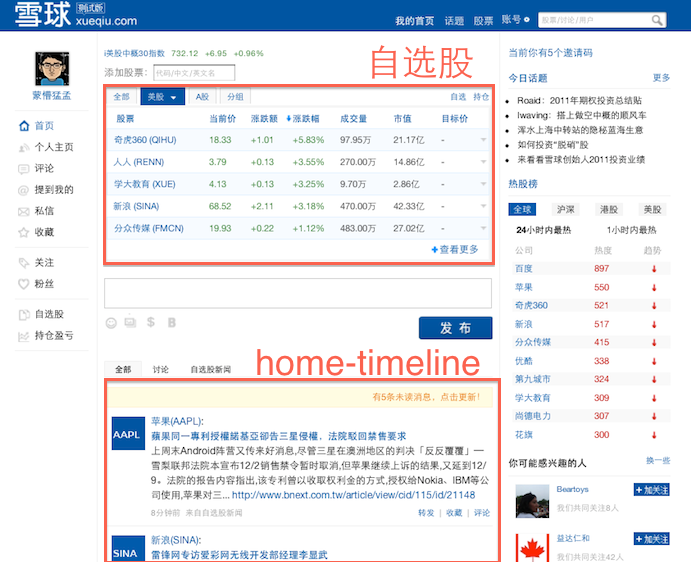 雪球 测试版
xueqiu.com
我的首页 话题 股票 账号
股票/讨论/用户
蒙懵猛孟
首页
个人主页
评论
提到我的
私信
收藏
关注
粉丝
自选股
持仓盈亏
i美股中概30指数 732.12 +6.95 +0.96%
添加股票: 代码/中文/英文名
自选股
全部 美股 A股 分组 自选 持仓
股票 当前价 涨跌额 涨跌幅 成交量 市值 目标价
奇虎360 (QIHU) 18.33 +1.01 +5.83% 97.95万 21.17亿 -
人人 (RENN) 3.79 +0.13 +3.55% 270.00万 14.86亿 -
学大教育 (XUE) 4.13 +0.13 +3.25% 9.70万 2.86亿 -
新浪 (SINA) 68.52 +2.11 +3.18% 470.00万 42.33亿 -
分众传媒 (FMCN) 19.93 +0.22 +1.12% 483.00万 27.02亿 -
+查看更多
$ B
发布
home-timeline
全部 讨论 自选股新闻
有5条未读消息，点击更新!
AAPL
苹果(AAPL):
蘋果同一專利授權諾基亞卻告三星侵權，法院駁回禁售要求
上周末Android阵营又传来好消息,尽管三星在澳洲地区的判决「反反覆覆」—
雪梨联邦法院本宣布12/2销售禁令暂时取消,但苹果继续上诉的结果,又延到12/
9。法院的报告内容指出,该专利曾以收取权利金的方式,授权给Nokia、IBM等公
司使用,苹果对三... http://www.bnext.com.tw/article/view/cid/115/id/21148
8分钟前 来自自选股新闻 转发 | 收藏 | 评论
SINA
新浪(SINA):
雷锋网专访爱彩网无线开发部经理李显武
当前你有5个邀请码
今日话题 更多
Roaid：2011年期权投资总结贴
lwaving：搭上做空中概的顺风车
浑水上海中转站的隐秘蓝海生意
如何投资"脱硝"股
来看看雪球创始人2011投资业绩
热股榜
全球 沪深 港股 美股
24小时内最热 1小时内最热
公司 热度 趋势
百度 897
苹果 550
奇虎360 521
新浪 517
分众传媒 415
优酷 338
第九城市 324
学大教育 309
尚德电力 307
花旗 300
你可能感兴趣的人 换一些
Beartoys +加关注
我们共同关注8人
益达仁和 +加关注
我们共同关注42人